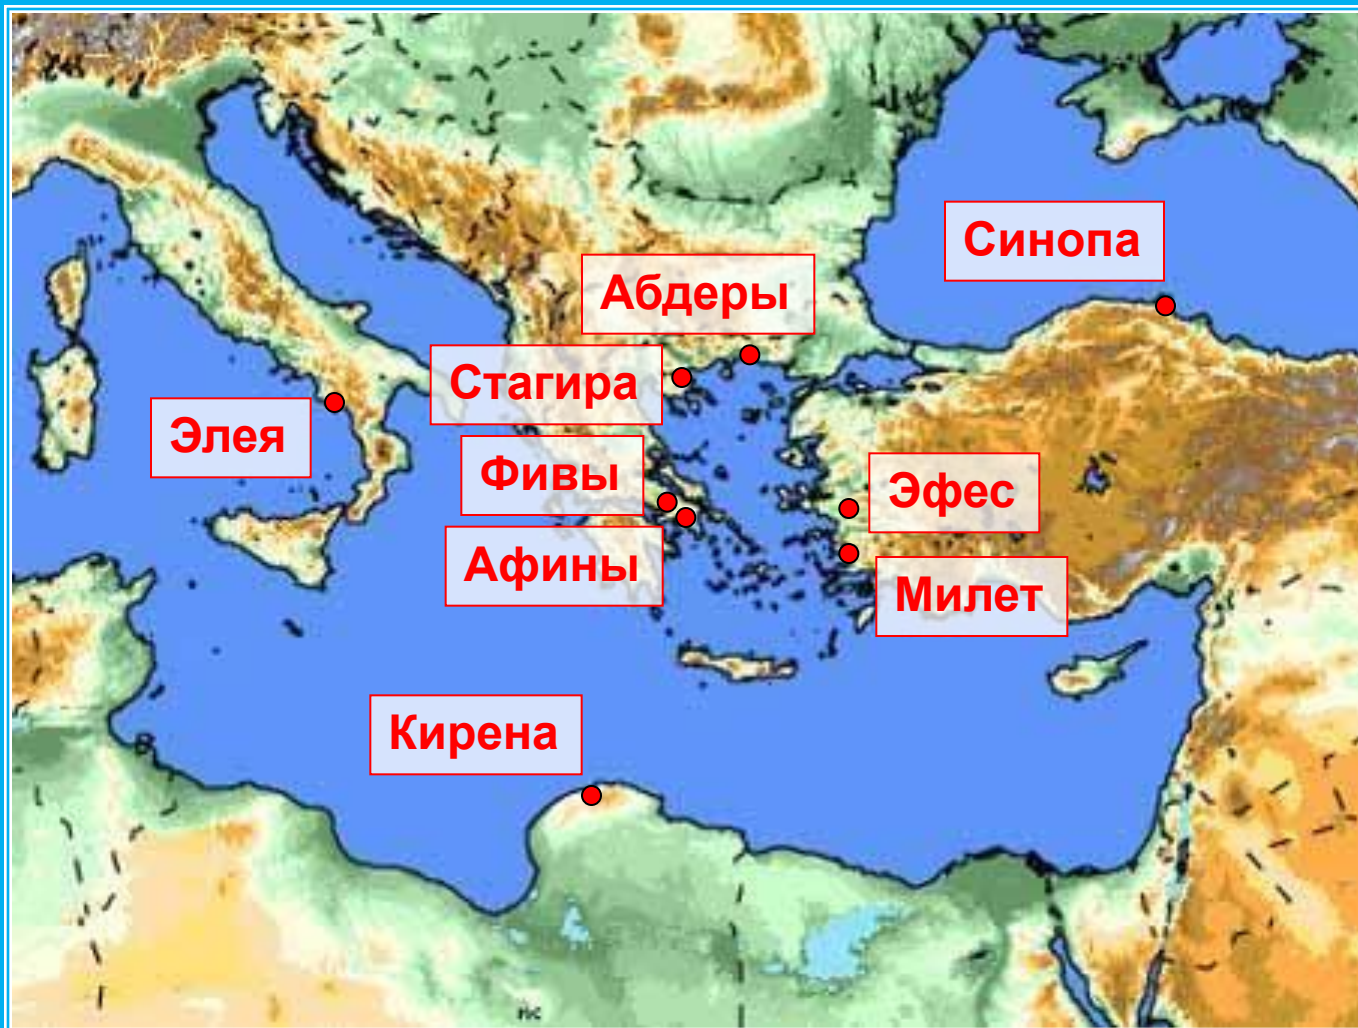 Синопа
Абдеры
Стагира
Элея
Фивы
Эфес
Афины
Милет
Кирена